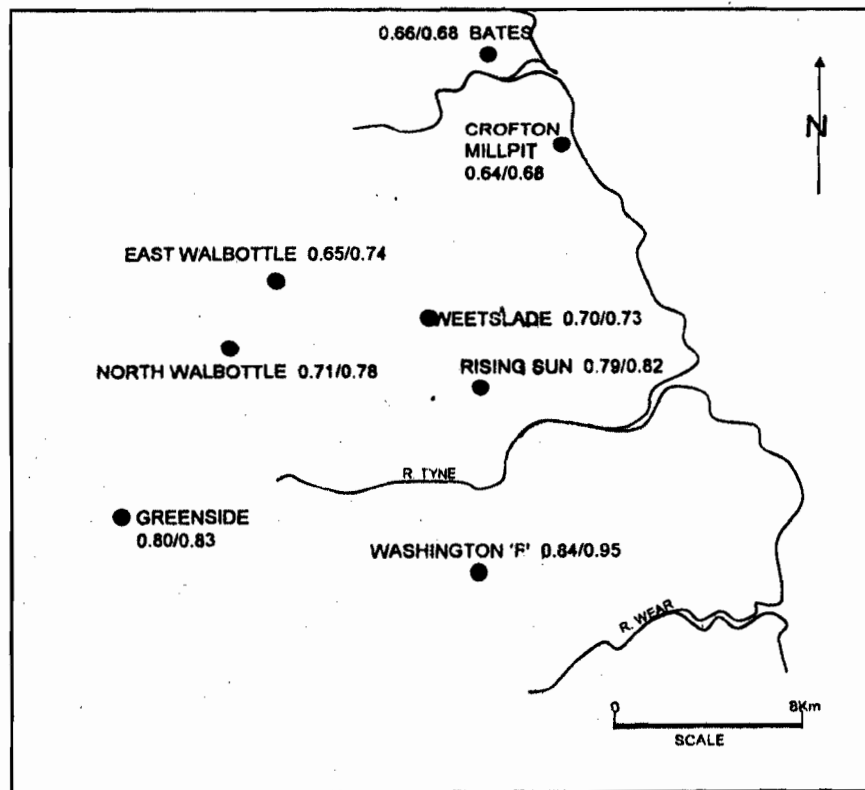 0.66/0.68 BATES
N
CROFTON
MILLPIT
0.64/0.68
EAST WALBOTTLE 0.65/0.74
WEETSLADE 0.70/0.73
NORTH WALBOTTLE 0.71/0.78
RISING SUN 0.79/0.82
R. TYNE
GREENSIDE
0.80/0.83
WASHINGTON 'F' 0.84/0.95
R. WEAR
0 8Km
SCALE